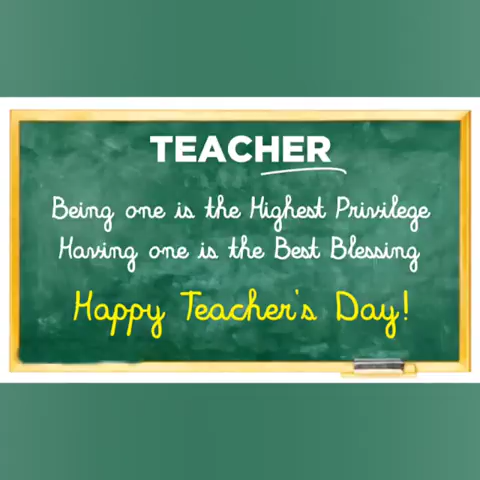 TEACHER
Being one is the Highest Privilege
Having one is the Best Blessing
Happy Teacher's Day!